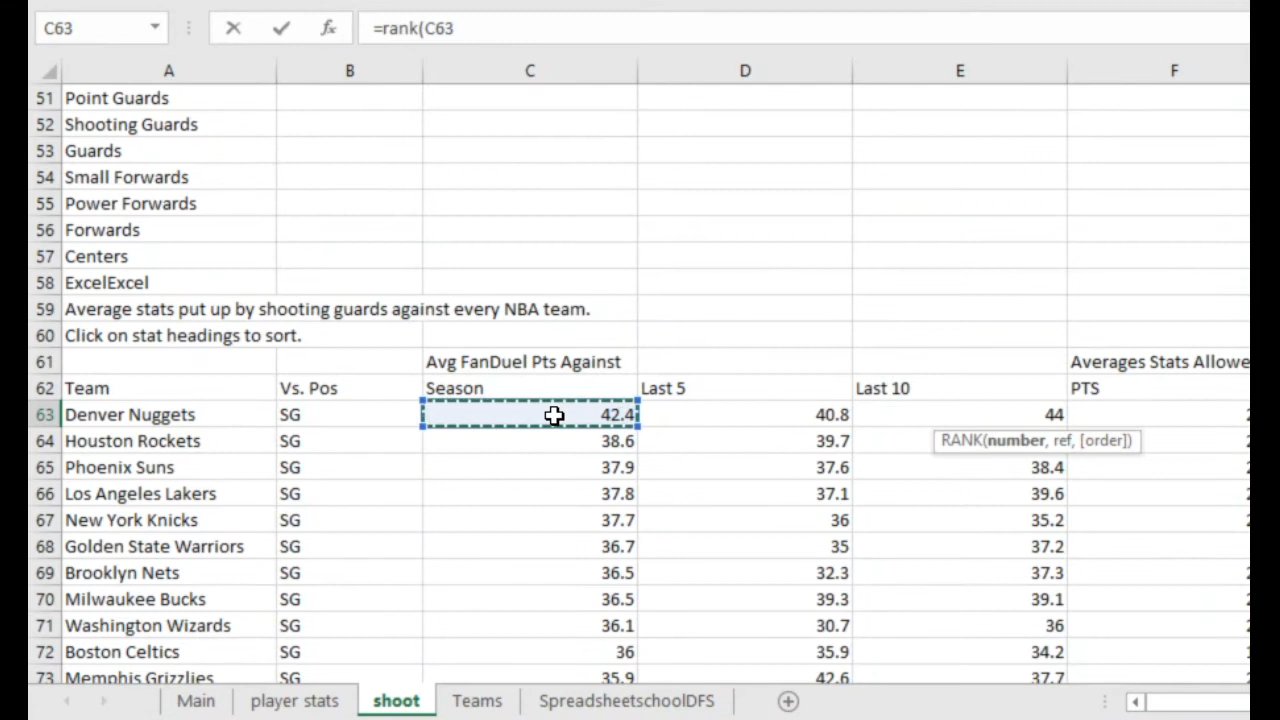 C63 fx =rank(C63
A B C D E F
51 Point Guards
52 Shooting Guards
53 Guards
54 Small Forwards
55 Power Forwards
56 Forwards
57 Centers
58 ExcelExcel
59 Average stats put up by shooting guards against every NBA team.
60 Click on stat headings to sort.
61 Avg FanDuel Pts Against Averages Stats Allowe
62 Team Vs. Pos Season Last 5 Last 10 PTS
63 Denver Nuggets SG 42.4 40.8 44
64 Houston Rockets SG 38.6 39.7 RANK(number, ref, [order])
65 Phoenix Suns SG 37.9 37.6 38.4
66 Los Angeles Lakers SG 37.8 37.1 39.6
67 New York Knicks SG 37.7 36 35.2
68 Golden State Warriors SG 36.7 35 37.2
69 Brooklyn Nets SG 36.5 32.3 37.3
70 Milwaukee Bucks SG 36.5 39.3 39.1
71 Washington Wizards SG 36.1 30.7 36
72 Boston Celtics SG 36 35.9 34.2
73 Memphis Grizzlies SG 35.9 42.6 37.7
Main player stats shoot Teams SpreadsheetschoolDFS